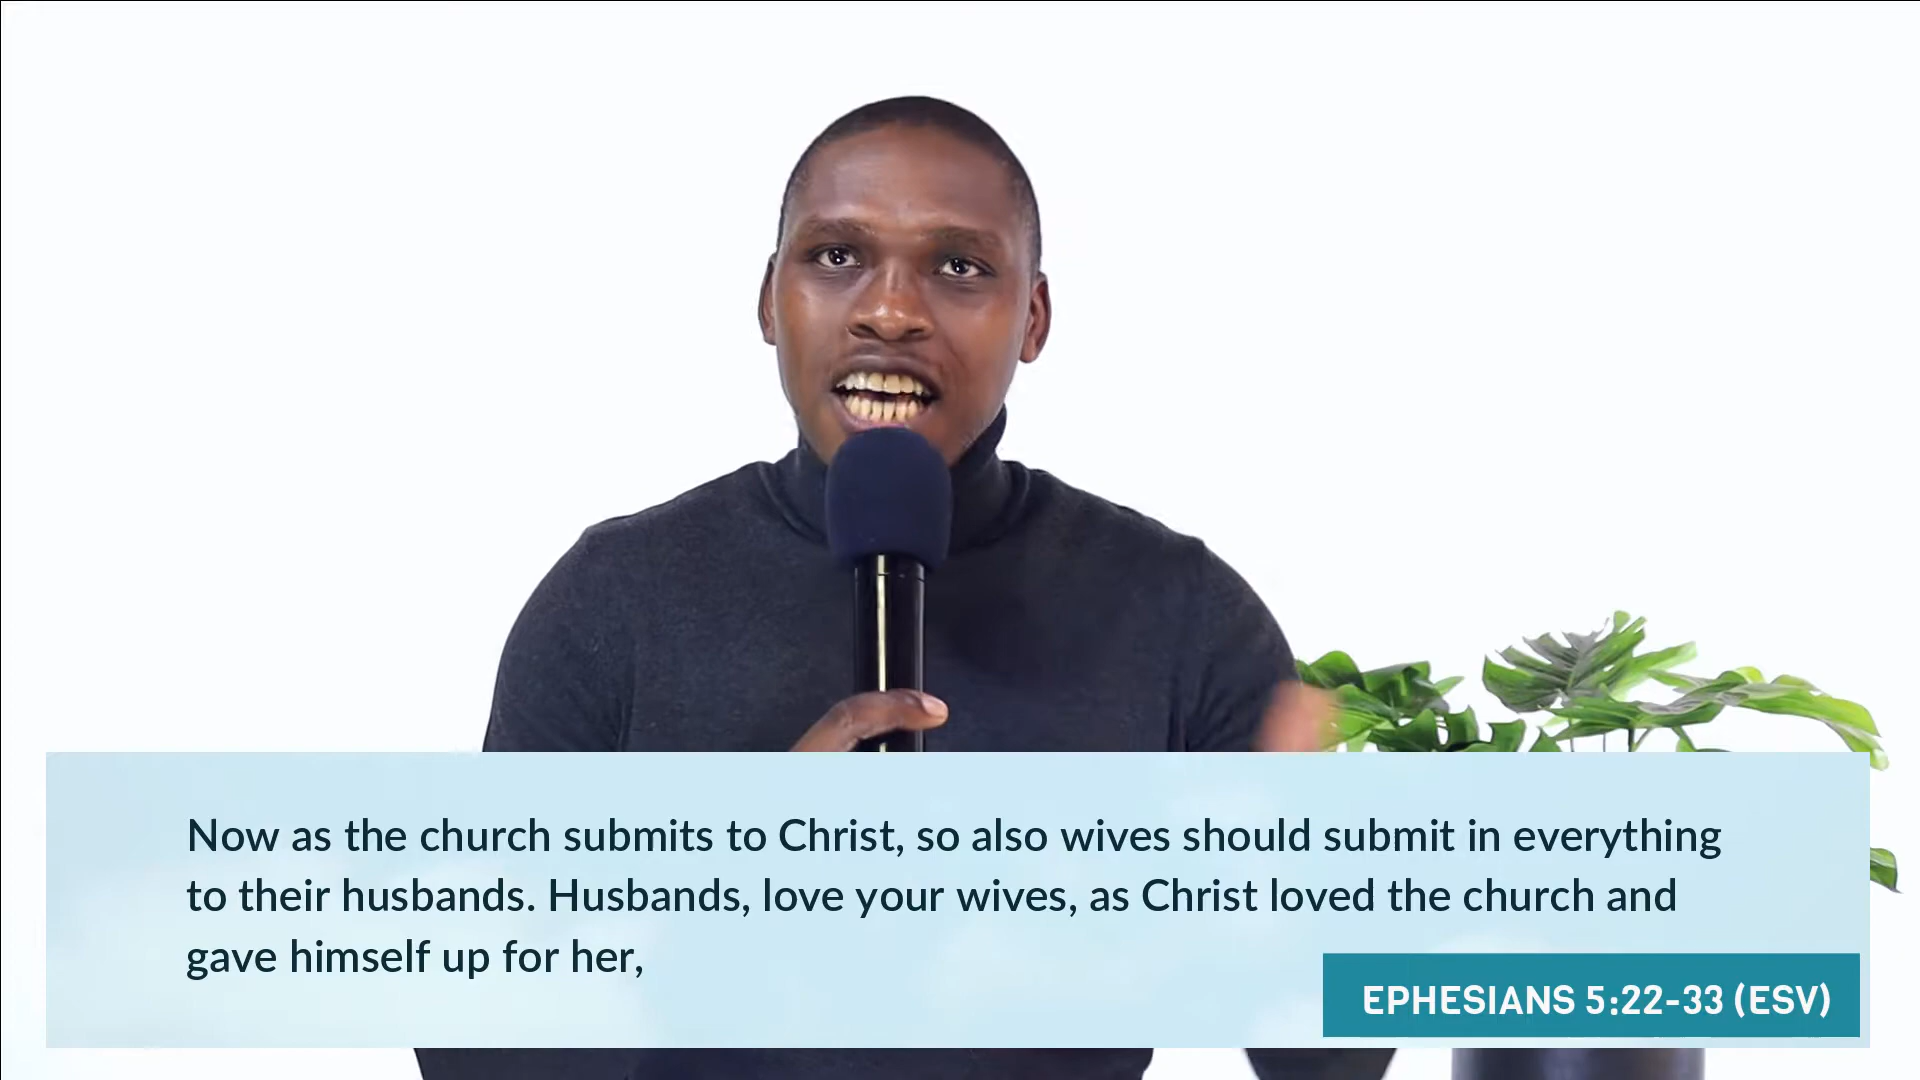 Now as the church submits to Christ, so also wives should submit in everything
to their husbands. Husbands, love your wives, as Christ loved the church and
gave himself up for her,
EPHESIANS 5:22-33 (ESV)